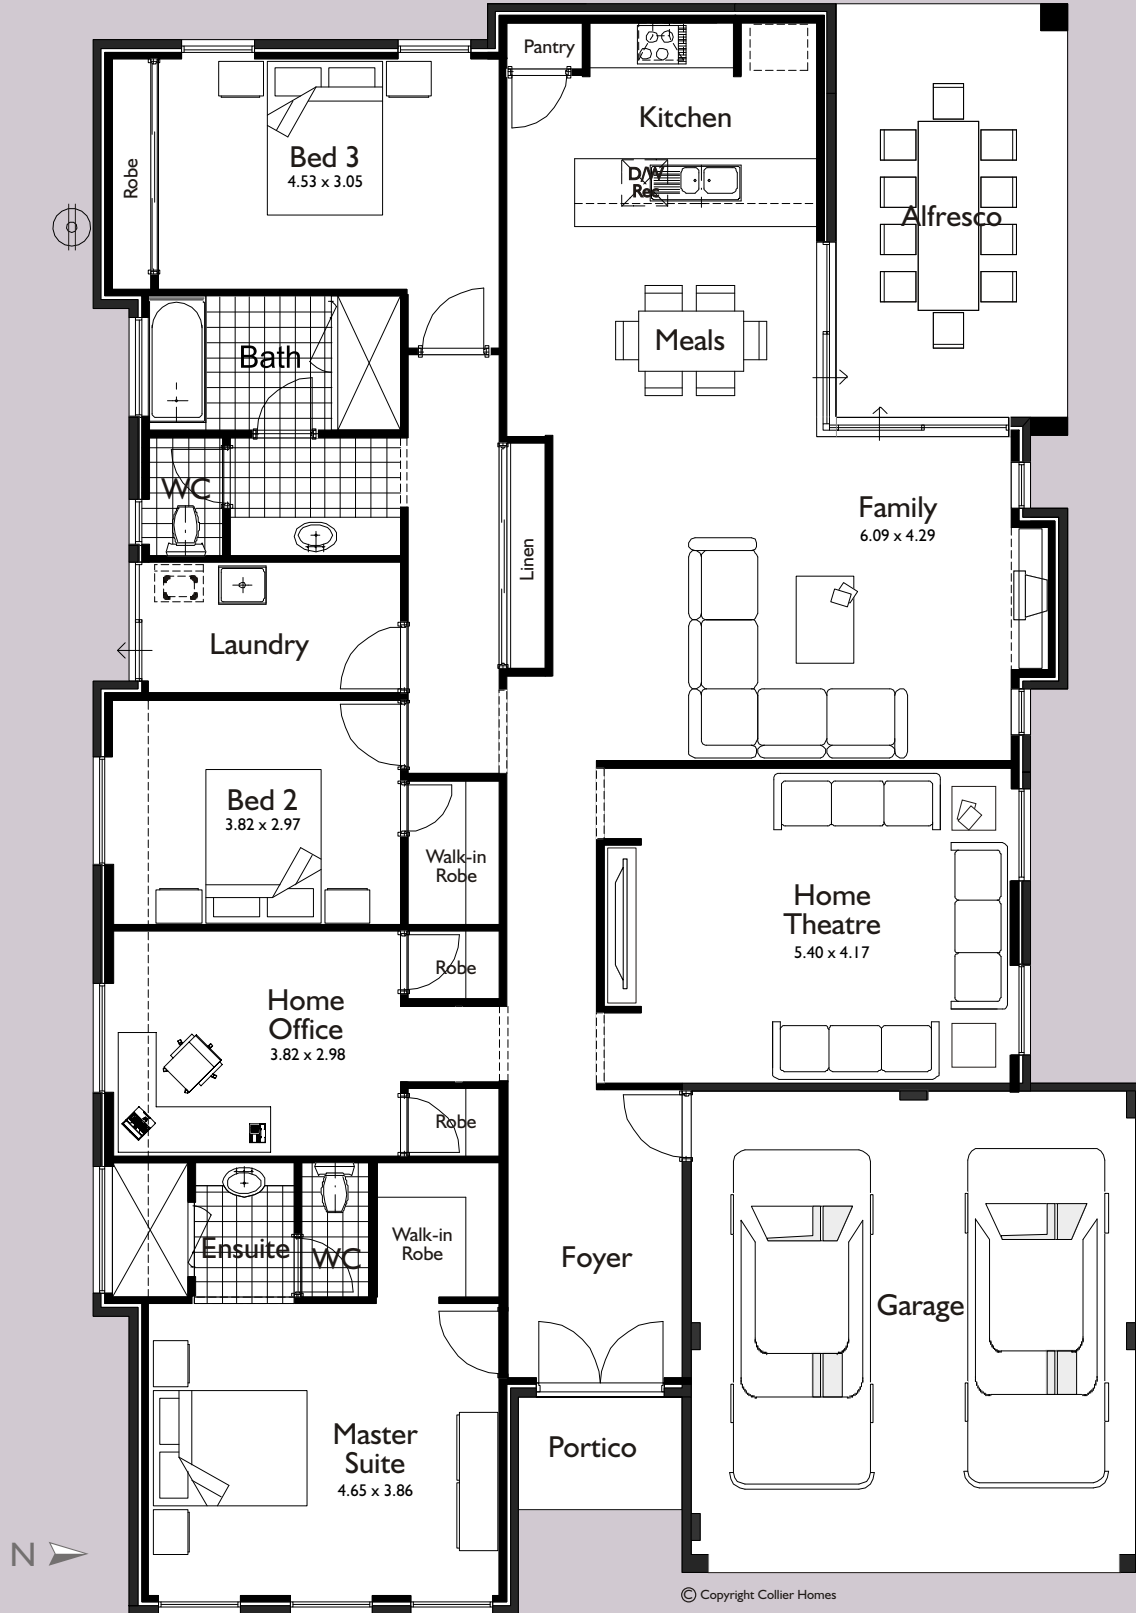 Pantry
Kitchen
Bed 3
4.53 x 3.05
Robe
D/W
Rec
Alfresco
Meals
Bath
WC
Family
6.09 x 4.29
Linen
Laundry
Bed 2
3.82 x 2.97
Walk-in
Robe
Home
Theatre
5.40 x 4.17
Robe
Home
Office
3.82 x 2.98
Robe
Ensuite
WC
Walk-in
Robe
Foyer
Garage
Master
Suite
4.65 x 3.86
Portico
N
© Copyright Collier Homes